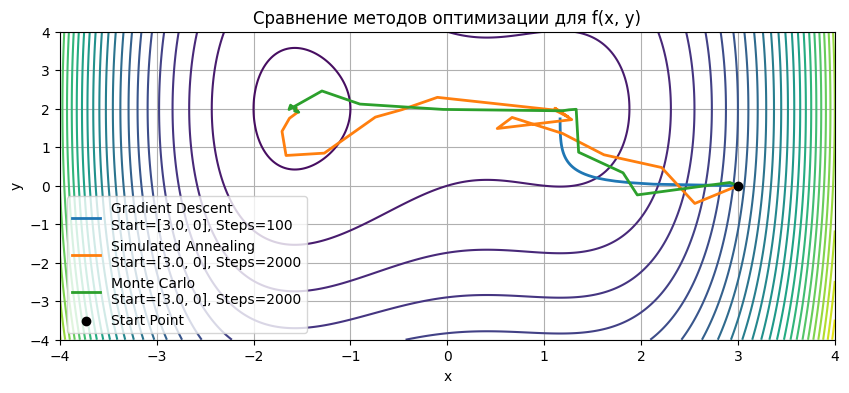 Сравнение методов оптимизации для f(x, y)
4
3
2
1
0
−1
−2
−3
−4
y
Gradient Descent
Start=[3.0, 0], Steps=100
Simulated Annealing
Start=[3.0, 0], Steps=2000
Monte Carlo
Start=[3.0, 0], Steps=2000
Start Point
−4 −3 −2 −1 0 1 2 3 4
x